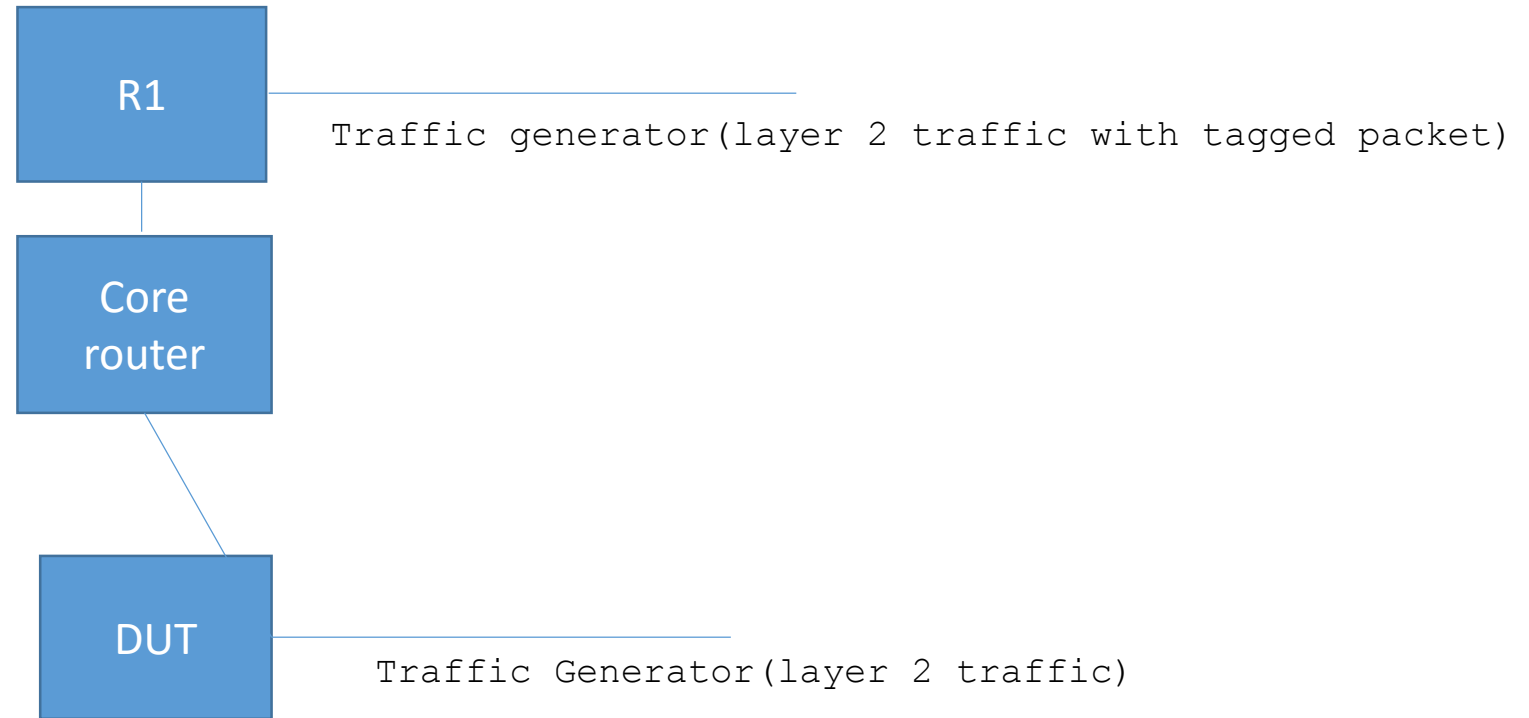 R1
Traffic generator(layer 2 traffic with tagged packet)
Core
router
DUT
Traffic Generator(layer 2 traffic)